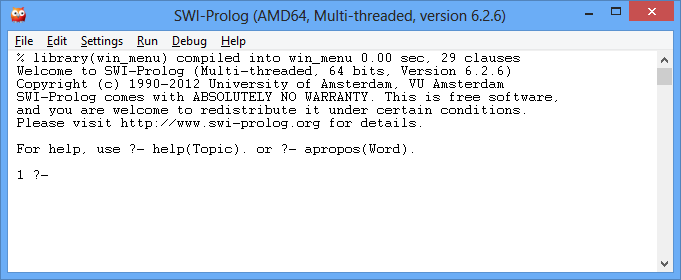 SWI-Prolog (AMD64, Multi-threaded, version 6.2.6)
File Edit Settings Run Debug Help
% library(win_menu) compiled into win_menu 0.00 sec, 29 clauses
Welcome to SWI-Prolog (Multi-threaded, 64 bits, Version 6.2.6)
Copyright (c) 1990-2012 University of Amsterdam, VU Amsterdam
SWI-Prolog comes with ABSOLUTELY NO WARRANTY. This is free software,
and you are welcome to redistribute it under certain conditions.
Please visit http://www.swi-prolog.org for details.
For help, use ?- help(Topic). or ?- apropos(Word).
1 ?-